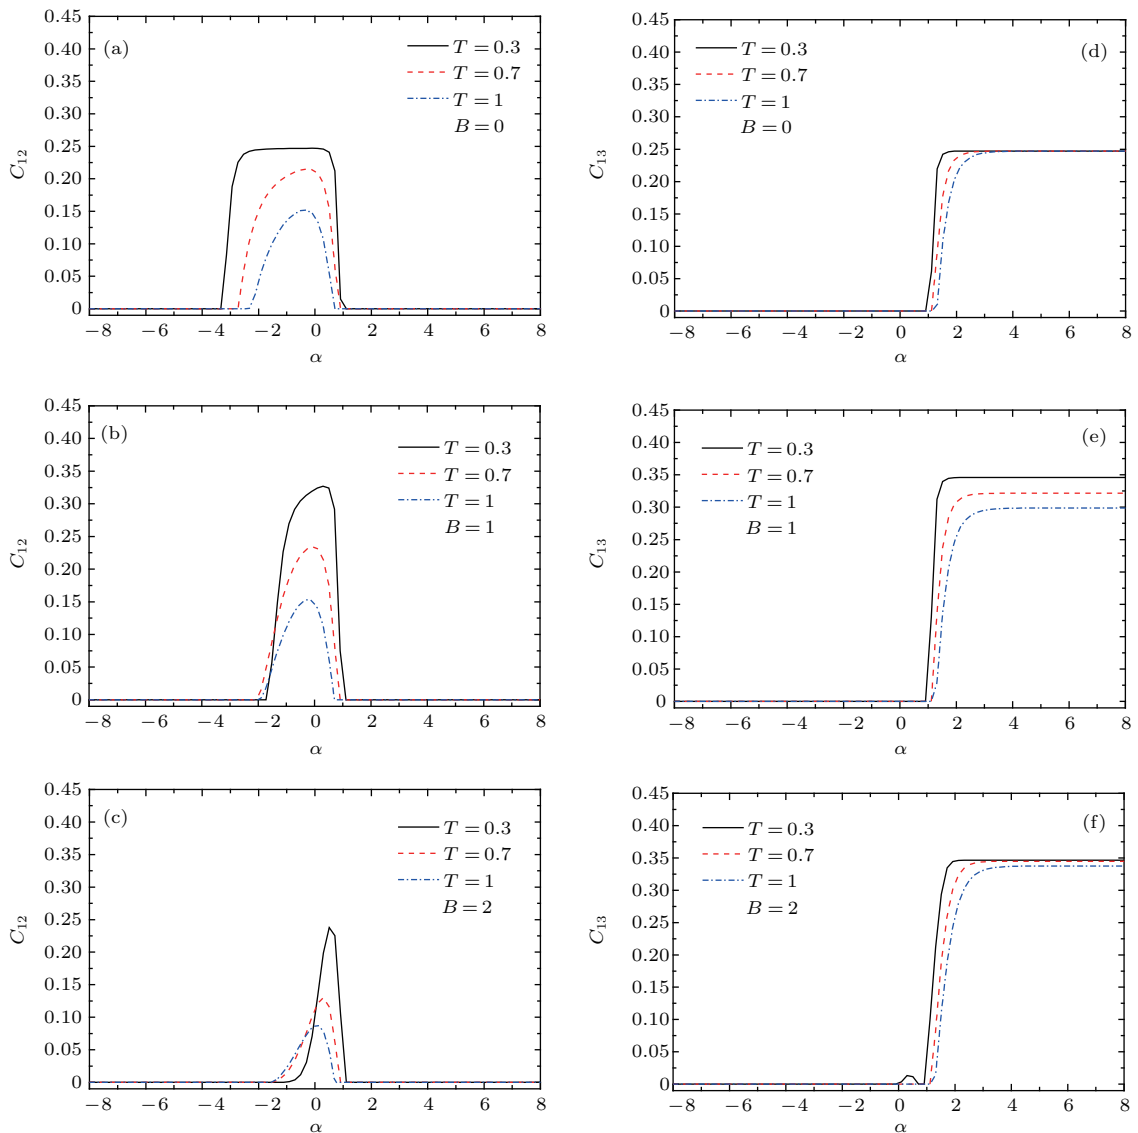 0.45
0.40
0.35
0.30
0.25
0.20
0.15
0.10
0.05
0
C12
(a)
T = 0.3
T = 0.7
T = 1
B = 0
−8 −6 −4 −2 0 2 4 6 8
α
0.45
0.40
0.35
0.30
0.25
0.20
0.15
0.10
0.05
0
C13
(d)
T = 0.3
T = 0.7
T = 1
B = 0
−8 −6 −4 −2 0 2 4 6 8
α
0.45
0.40
0.35
0.30
0.25
0.20
0.15
0.10
0.05
0
C12
(b)
T = 0.3
T = 0.7
T = 1
B = 1
−8 −6 −4 −2 0 2 4 6 8
α
0.45
0.40
0.35
0.30
0.25
0.20
0.15
0.10
0.05
0
C13
(e)
T = 0.3
T = 0.7
T = 1
B = 1
−8 −6 −4 −2 0 2 4 6 8
α
0.45
0.40
0.35
0.30
0.25
0.20
0.15
0.10
0.05
0
C12
(c)
T = 0.3
T = 0.7
T = 1
B = 2
−8 −6 −4 −2 0 2 4 6 8
α
0.45
0.40
0.35
0.30
0.25
0.20
0.15
0.10
0.05
0
C13
(f)
T = 0.3
T = 0.7
T = 1
B = 2
−8 −6 −4 −2 0 2 4 6 8
α